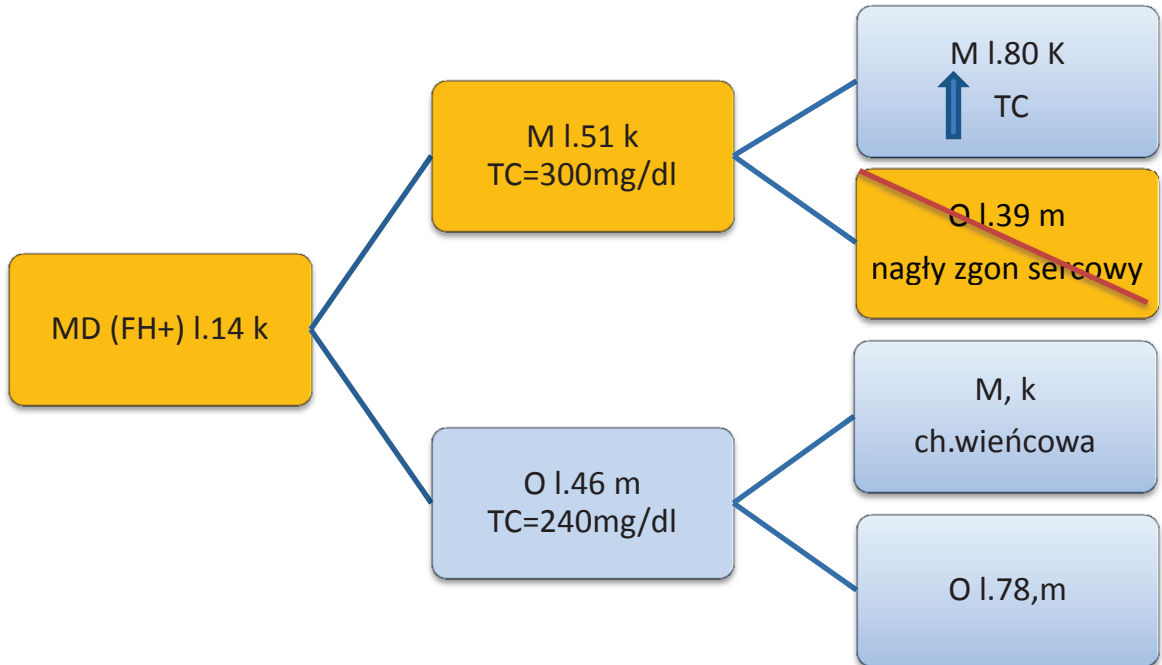 M l.80 K
TC
M l.51 k
TC=300mg/dl
O l.39 m
nagły zgon sercowy
MD (FH+) l.14 k
M, k
ch.wieńcowa
O l.46 m
TC=240mg/dl
O l.78,m